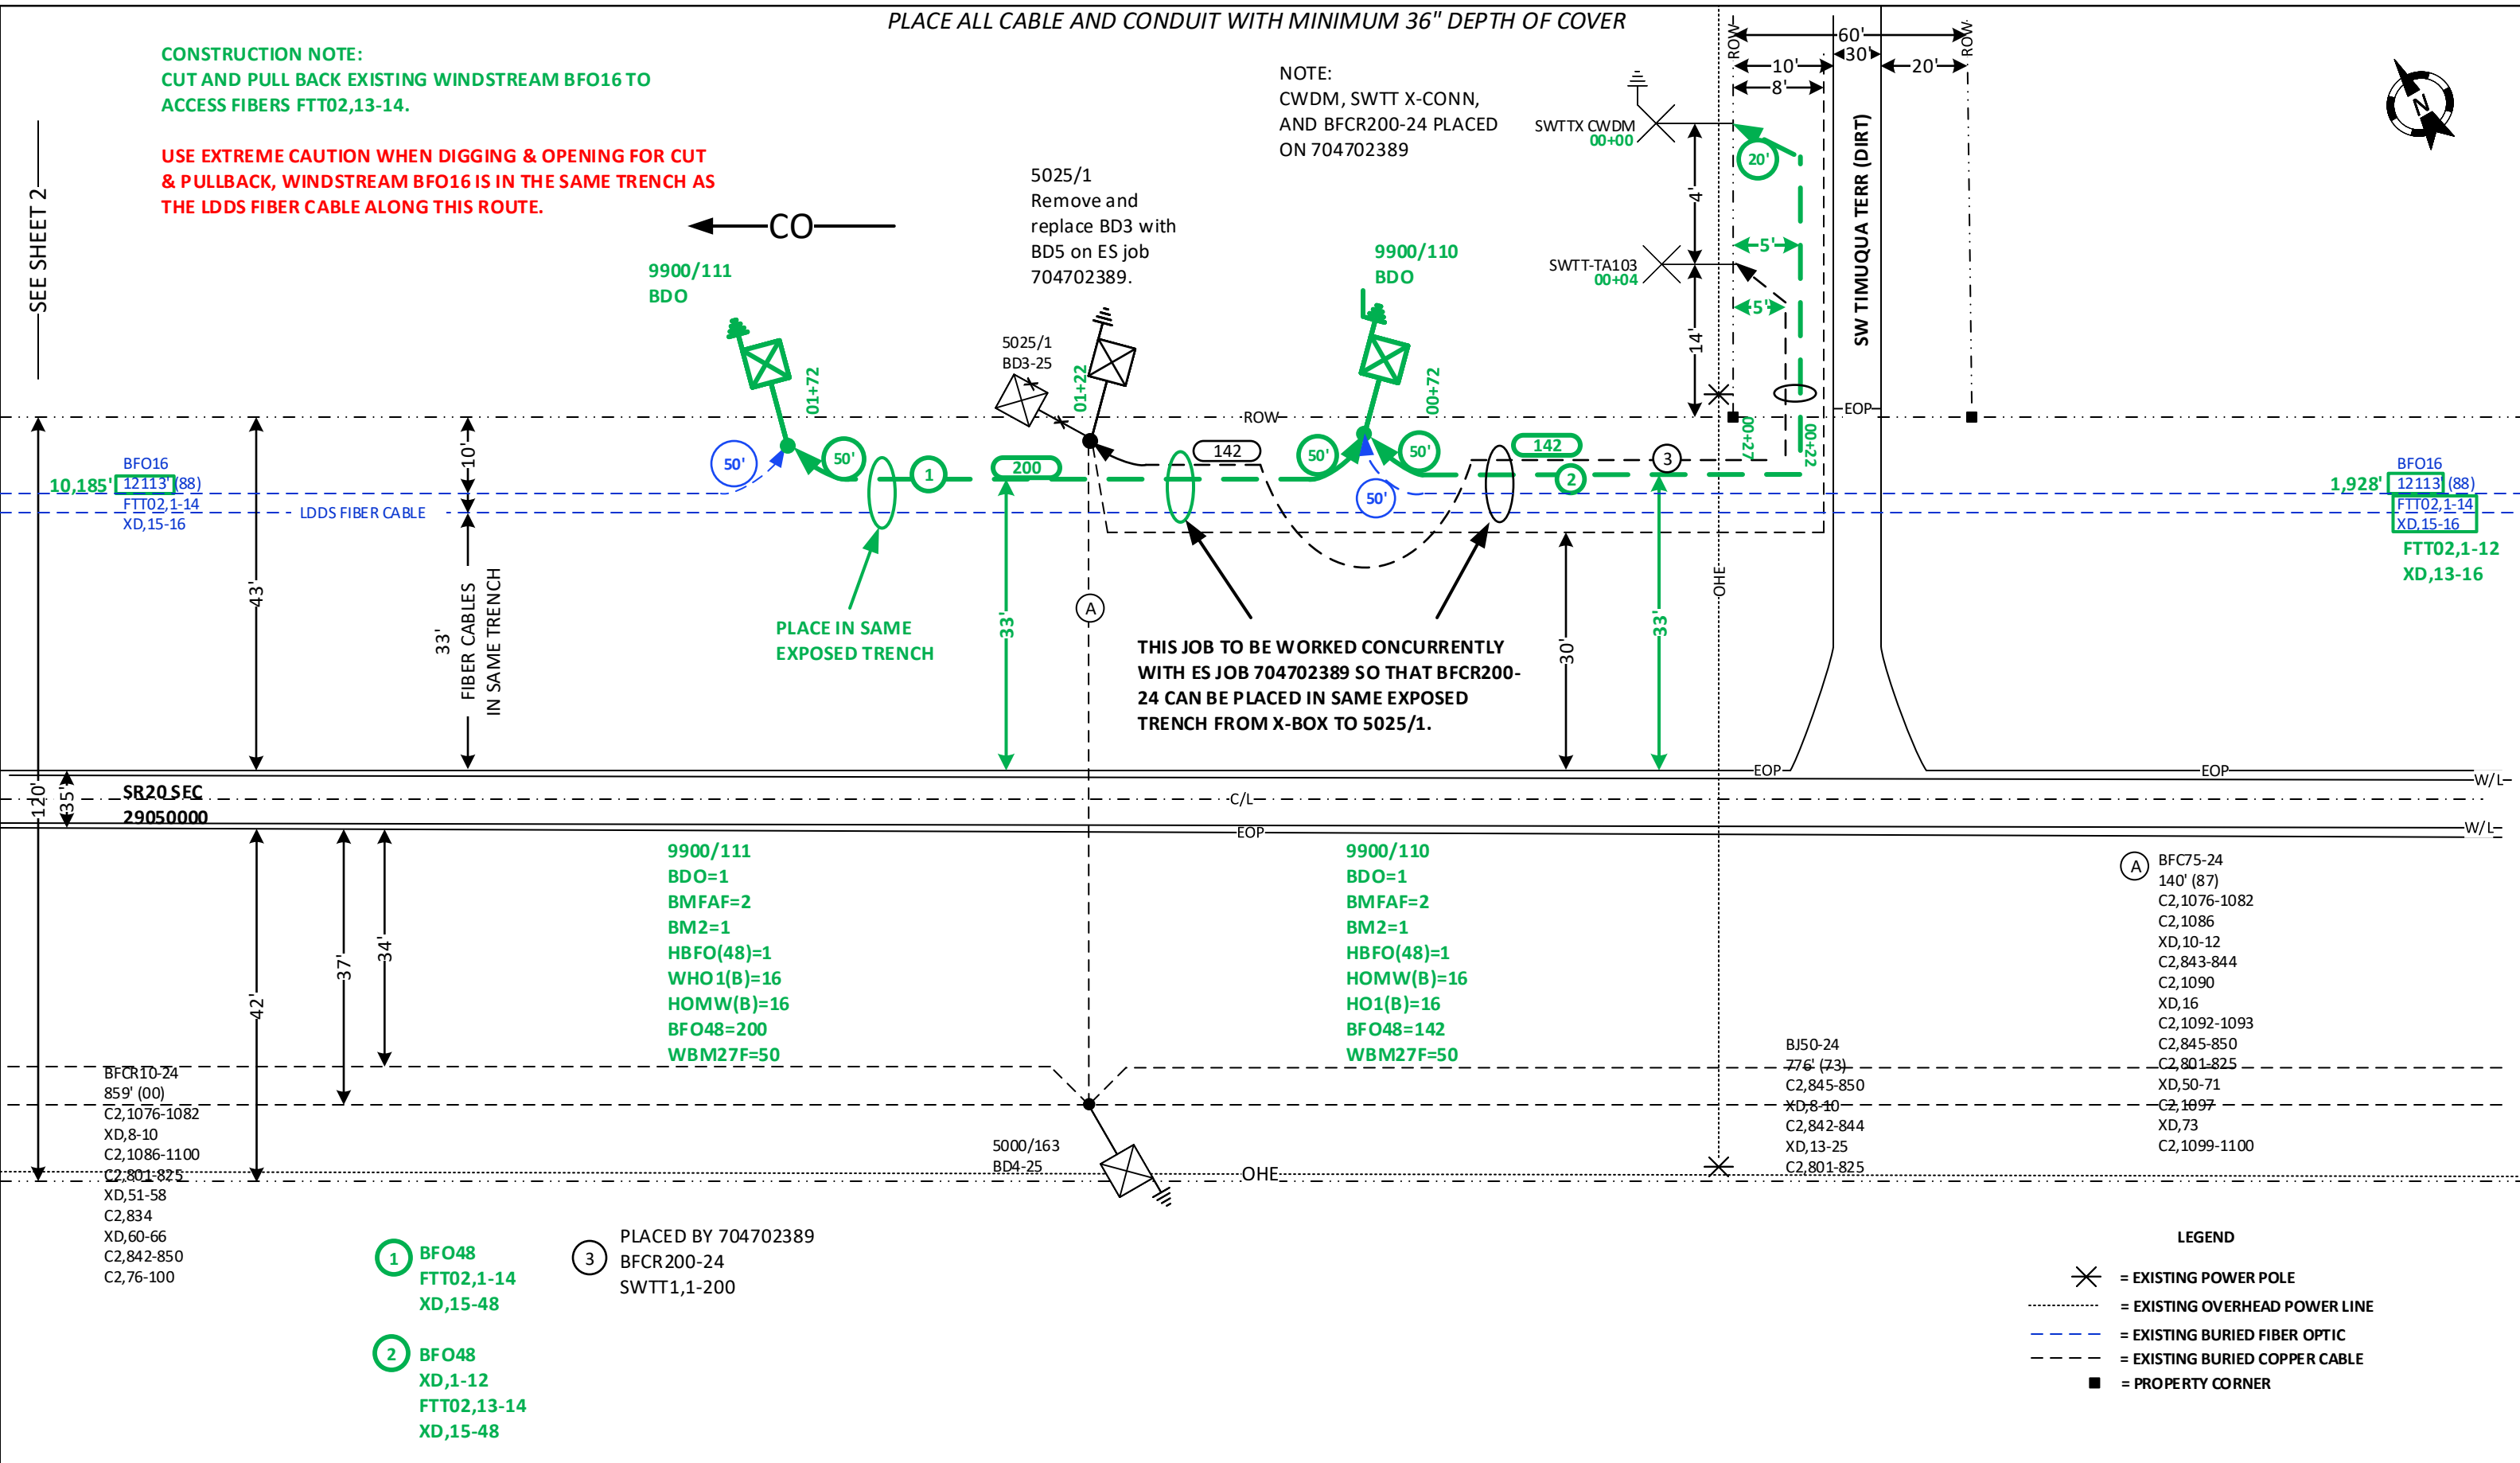 PLACE ALL CABLE AND CONDUIT WITH MINIMUM 36" DEPTH OF COVER
CONSTRUCTION NOTE:
CUT AND PULL BACK EXISTING WINDSTREAM BFO16 TO
ACCESS FIBERS FTT02,13-14.
USE EXTREME CAUTION WHEN DIGGING & OPENING FOR CUT
& PULLBACK, WINDSTREAM BFO16 IS IN THE SAME TRENCH AS
THE LDDS FIBER CABLE ALONG THIS ROUTE.
SEE SHEET 2
CO
5025/1
Remove and
replace BD3 with
BD5 on ES job
704702389.
NOTE:
CWDM, SWTT X-CONN,
AND BFCR200-24 PLACED
ON 704702389
SWTTX CWDM
00+00
SWTT-TA103
00+04
ROW
ROW
60'
30'
10'
20'
8'
20'
4'
5'
5'
14'
SW TIMUQUA TERR (DIRT)
N
9900/111
BDO
01+72
5025/1
BD3-25
01+22
9900/110
BDO
00+72
ROW
00+27
00+22
EOP
10,185'
BFO16
12113' (88)
FTT02,1-14
XD,15-16
LDDS FIBER CABLE
10'
50'
50'
1
200
142
50'
50'
50'
142
2
3
1,928'
BFO16
12113' (88)
FTT02,1-14
XD,15-16
FTT02,1-12
XD,13-16
43'
33'
FIBER CABLES
IN SAME TRENCH
PLACE IN SAME
EXPOSED TRENCH
33'
A
THIS JOB TO BE WORKED CONCURRENTLY
WITH ES JOB 704702389 SO THAT BFCR200-
24 CAN BE PLACED IN SAME EXPOSED
TRENCH FROM X-BOX TO 5025/1.
30'
33'
OHE
EOP
EOP
W/L
120'
35'
SR20 SEC
29050000
C/L
EOP
W/L
42'
37'
34'
9900/111
BDO=1
BMFAF=2
BM2=1
HBFO(48)=1
WHO1(B)=16
HOMW(B)=16
BFO48=200
WBM27F=50
9900/110
BDO=1
BMFAF=2
BM2=1
HBFO(48)=1
HOMW(B)=16
HO1(B)=16
BFO48=142
WBM27F=50
A
BFC75-24
140' (87)
C2,1076-1082
C2,1086
XD,10-12
C2,843-844
C2,1090
XD,16
C2,1092-1093
C2,845-850
C2,801-825
XD,50-71
C2,1097
XD,73
C2,1099-1100
BJ50-24
776' (73)
C2,845-850
XD,8-10
C2,842-844
XD,13-25
C2,801-825
BFCR10-24
859' (00)
C2,1076-1082
XD,8-10
C2,1086-1100
C2,801-825
XD,51-58
C2,834
XD,60-66
C2,842-850
C2,76-100
5000/163
BD4-25
OHE
1
BFO48
FTT02,1-14
XD,15-48
2
BFO48
XD,1-12
FTT02,13-14
XD,15-48
3
PLACED BY 704702389
BFCR200-24
SWTT1,1-200
LEGEND
= EXISTING POWER POLE
= EXISTING OVERHEAD POWER LINE
= EXISTING BURIED FIBER OPTIC
= EXISTING BURIED COPPER CABLE
= PROPERTY CORNER